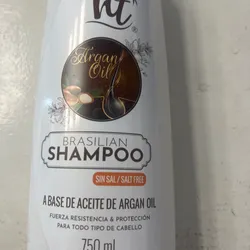 Argan
Oil
BRASILIAN
SHAMPOO
SIN SAL / SALT FREE
A BASE DE ACEITE DE ARGAN OIL
FUERZA RESISTENCIA & PROTECCIÓN
PARA TODO TIPO DE CABELLO
750 ml